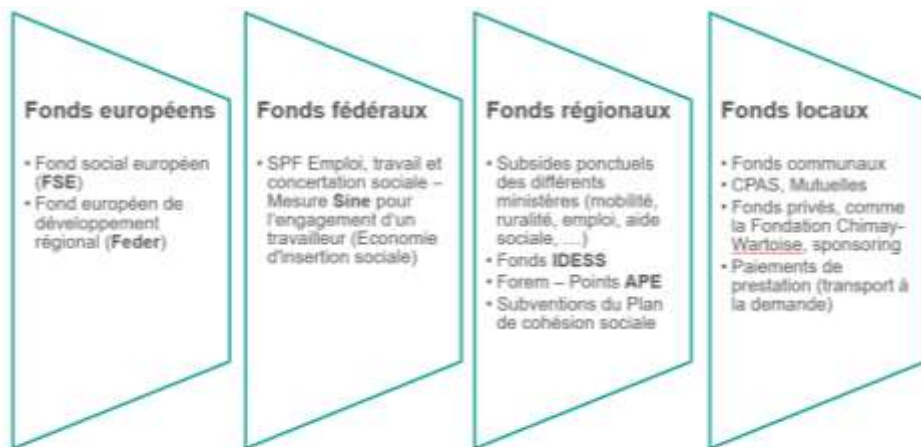 Fonds européens
• Fond social européen
(FSE)
• Fond européen de
développement
régional (Feder)
Fonds fédéraux
• SPF Emploi, travail et
concertation sociale –
Mesure Sine pour
l'engagement d'un
travailleur (Economie
d'insertion sociale)
Fonds régionaux
• Subsides ponctuels
des différents
ministères (mobilité,
ruralité, emploi, aide
sociale, ...)
• Fonds IDESS
• Forem – Points APE
• Subventions du Plan
de cohésion sociale
Fonds locaux
• Fonds communaux
• CPAS, Mutuelles
• Fonds privés, comme
la Fondation Chimay-
Wartoise, sponsoring
• Paiements de
prestation (transport à
la demande)